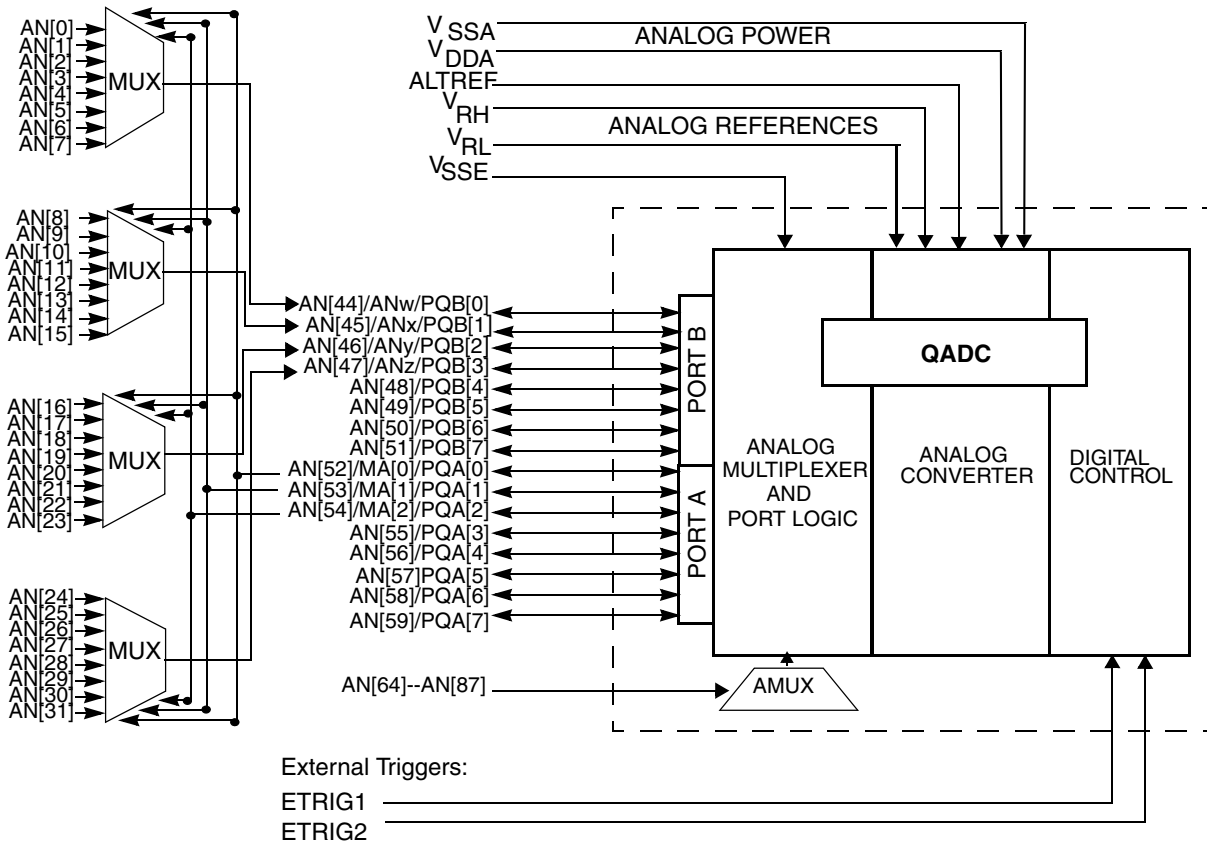 AN[0]
AN[1]
AN[2]
AN[3]
AN[4]
AN[5]
AN[6]
AN[7]
MUX
AN[8]
AN[9]
AN[10]
AN[11]
AN[12]
AN[13]
AN[14]
AN[15]
MUX
AN[16]
AN[17]
AN[18]
AN[19]
AN[20]
AN[21]
AN[22]
AN[23]
MUX
AN[24]
AN[25]
AN[26]
AN[27]
AN[28]
AN[29]
AN[30]
AN[31]
MUX
VSSA
VDDA
ANALOG POWER
ALTREF
VRH
VRL
ANALOG REFERENCES
VSSE
AN[44]/ANw/PQB[0]
AN[45]/ANx/PQB[1]
AN[46]/ANy/PQB[2]
AN[47]/ANz/PQB[3]
AN[48]/PQB[4]
AN[49]/PQB[5]
AN[50]/PQB[6]
AN[51]/PQB[7]
AN[52]/MA[0]/PQA[0]
AN[53]/MA[1]/PQA[1]
AN[54]/MA[2]/PQA[2]
AN[55]/PQA[3]
AN[56]/PQA[4]
AN[57]PQA[5]
AN[58]/PQA[6]
AN[59]/PQA[7]
PORT B
PORT A
QADC
ANALOG
MULTIPLEXER
AND
PORT LOGIC
ANALOG
CONVERTER
DIGITAL
CONTROL
AN[64]--AN[87]
AMUX
External Triggers:
ETRIG1
ETRIG2